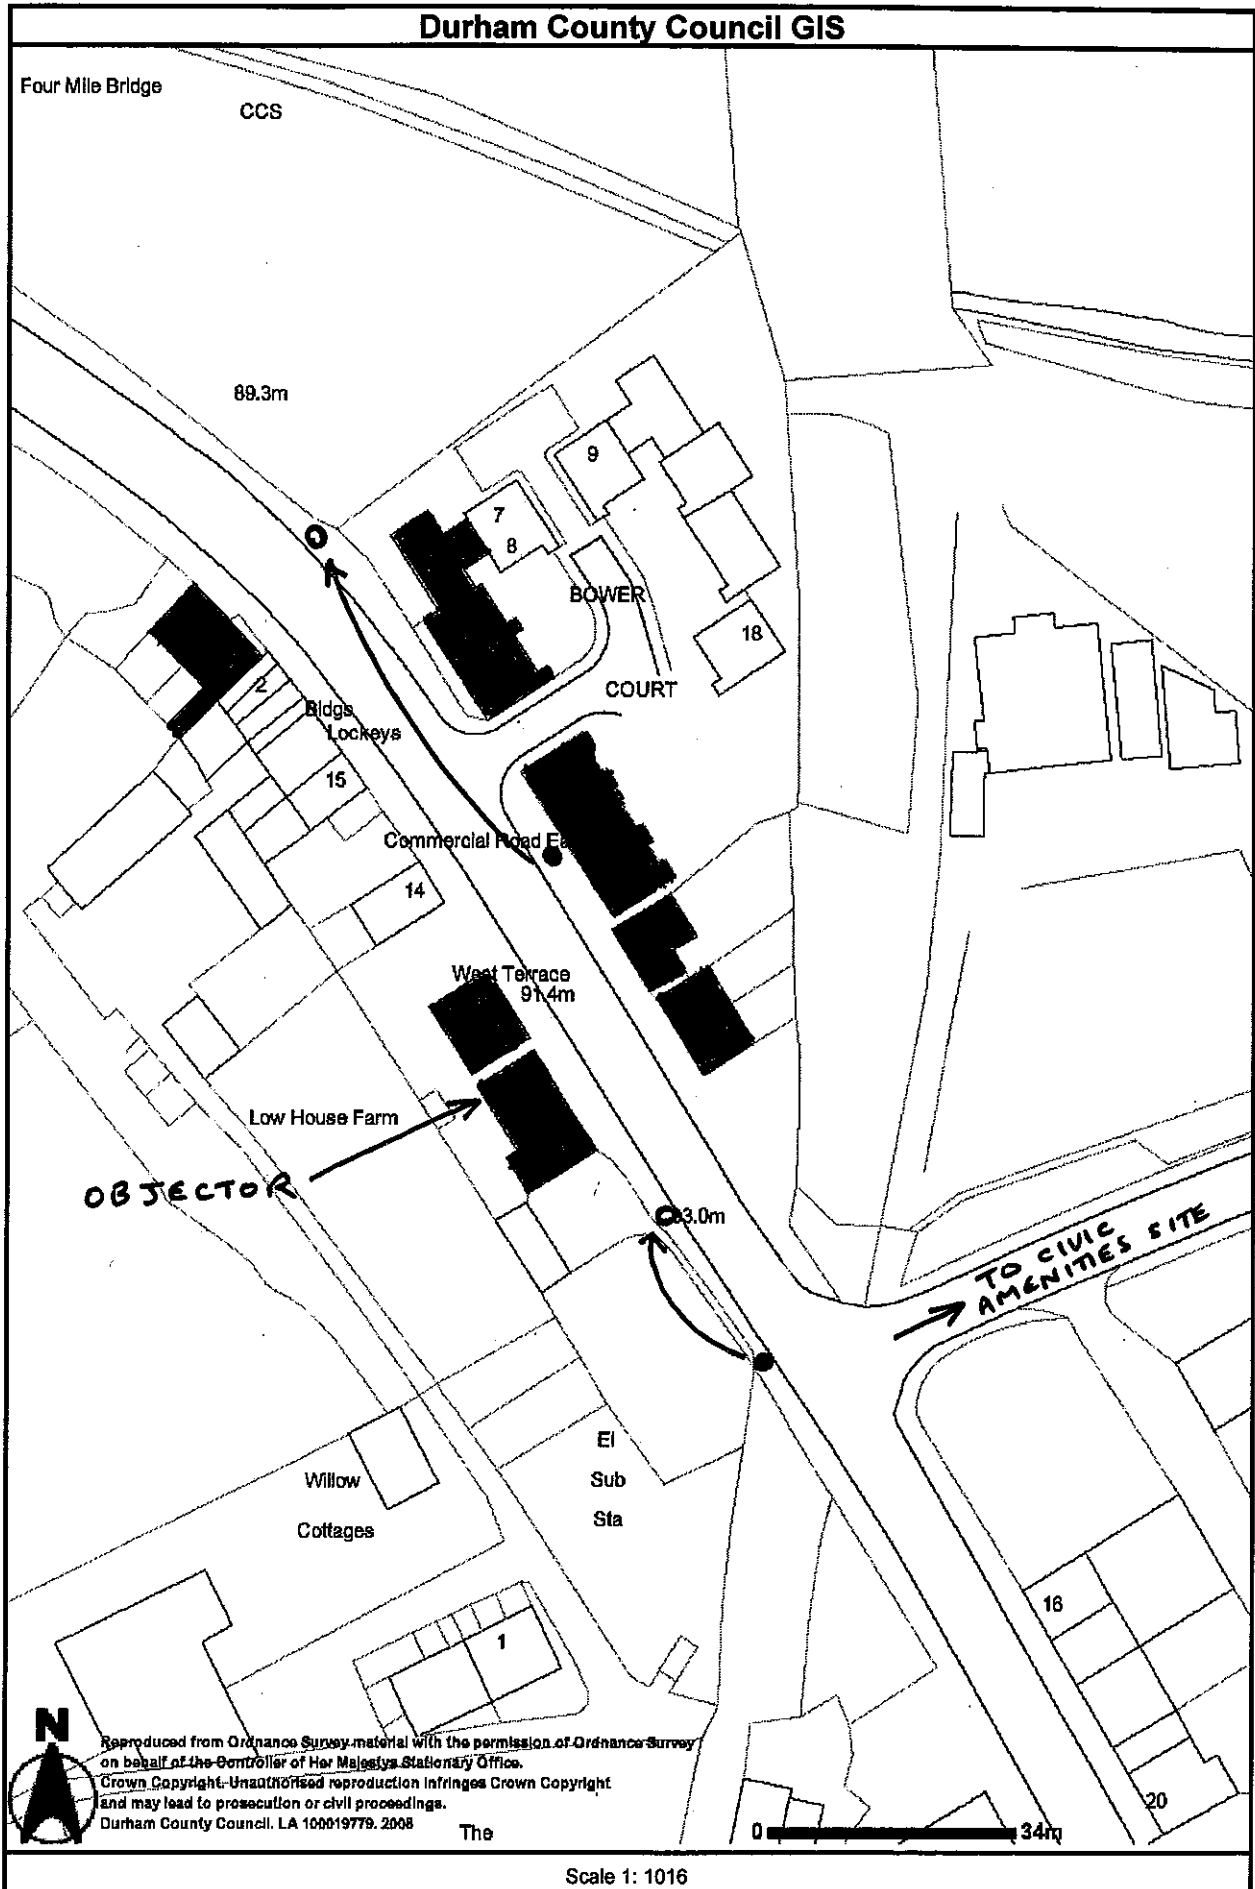 Durham County Council GIS
Four Mile Bridge
CCS
89.3m
9
7
8
BOWER
18
COURT
2
Bldgs
Lockeys
15
Commercial Road Ea
14
West Terrace
91.4m
Low House Farm
OBJECTOR
93.0m
TO CIVIC
AMENITIES SITE
El
Sub
Sta
Willow
Cottages
16
1
N
Reproduced from Ordnance Survey material with the permission of Ordnance Survey
on behalf of the Controller of Her Majestys Stationary Office.
Crown Copyright. Unauthorised reproduction infringes Crown Copyright
and may lead to prosecution or civil proceedings.
Durham County Council. LA 100019779. 2008
The
0
34m
20
Scale 1: 1016